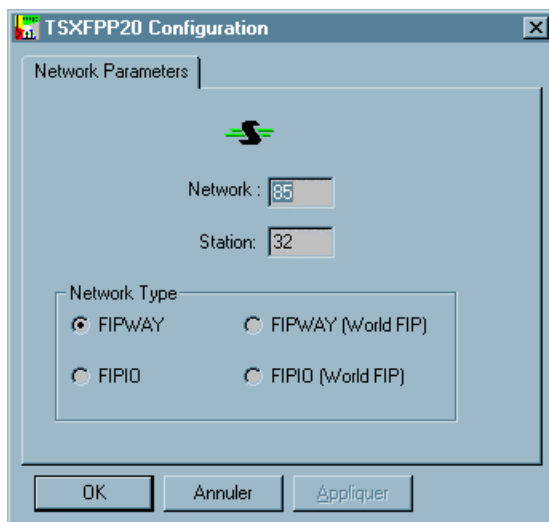 TSXFPP20 Configuration
Network Parameters
Network : 85
Station: 32
Network Type
FIPWAY
FIPWAY (World FIP)
FIPIO
FIPIO (World FIP)
OK
Annuler
Appliquer